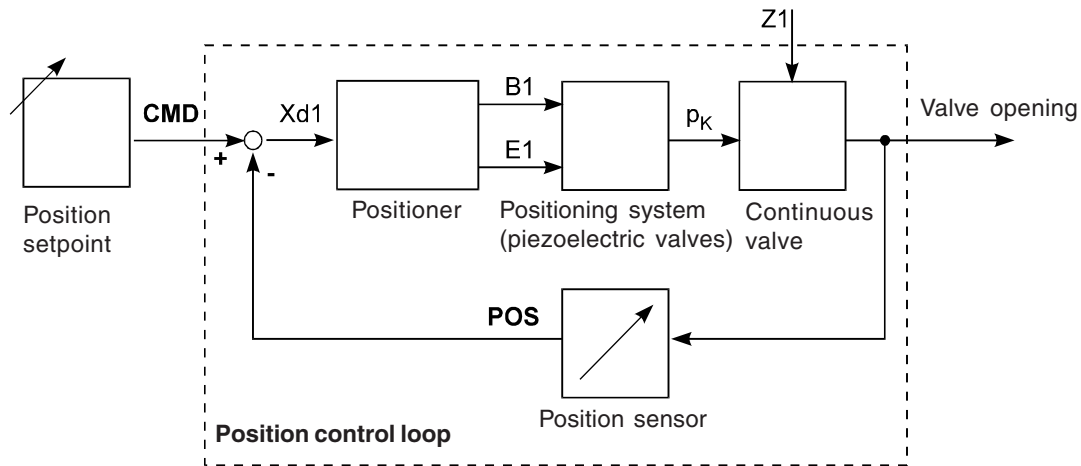 Z1
CMD
Xd1
B1
E1
pK
Valve opening
+
-
Position
setpoint
Positioner
Positioning system
(piezoelectric valves)
Continuous
valve
POS
Position sensor
Position control loop